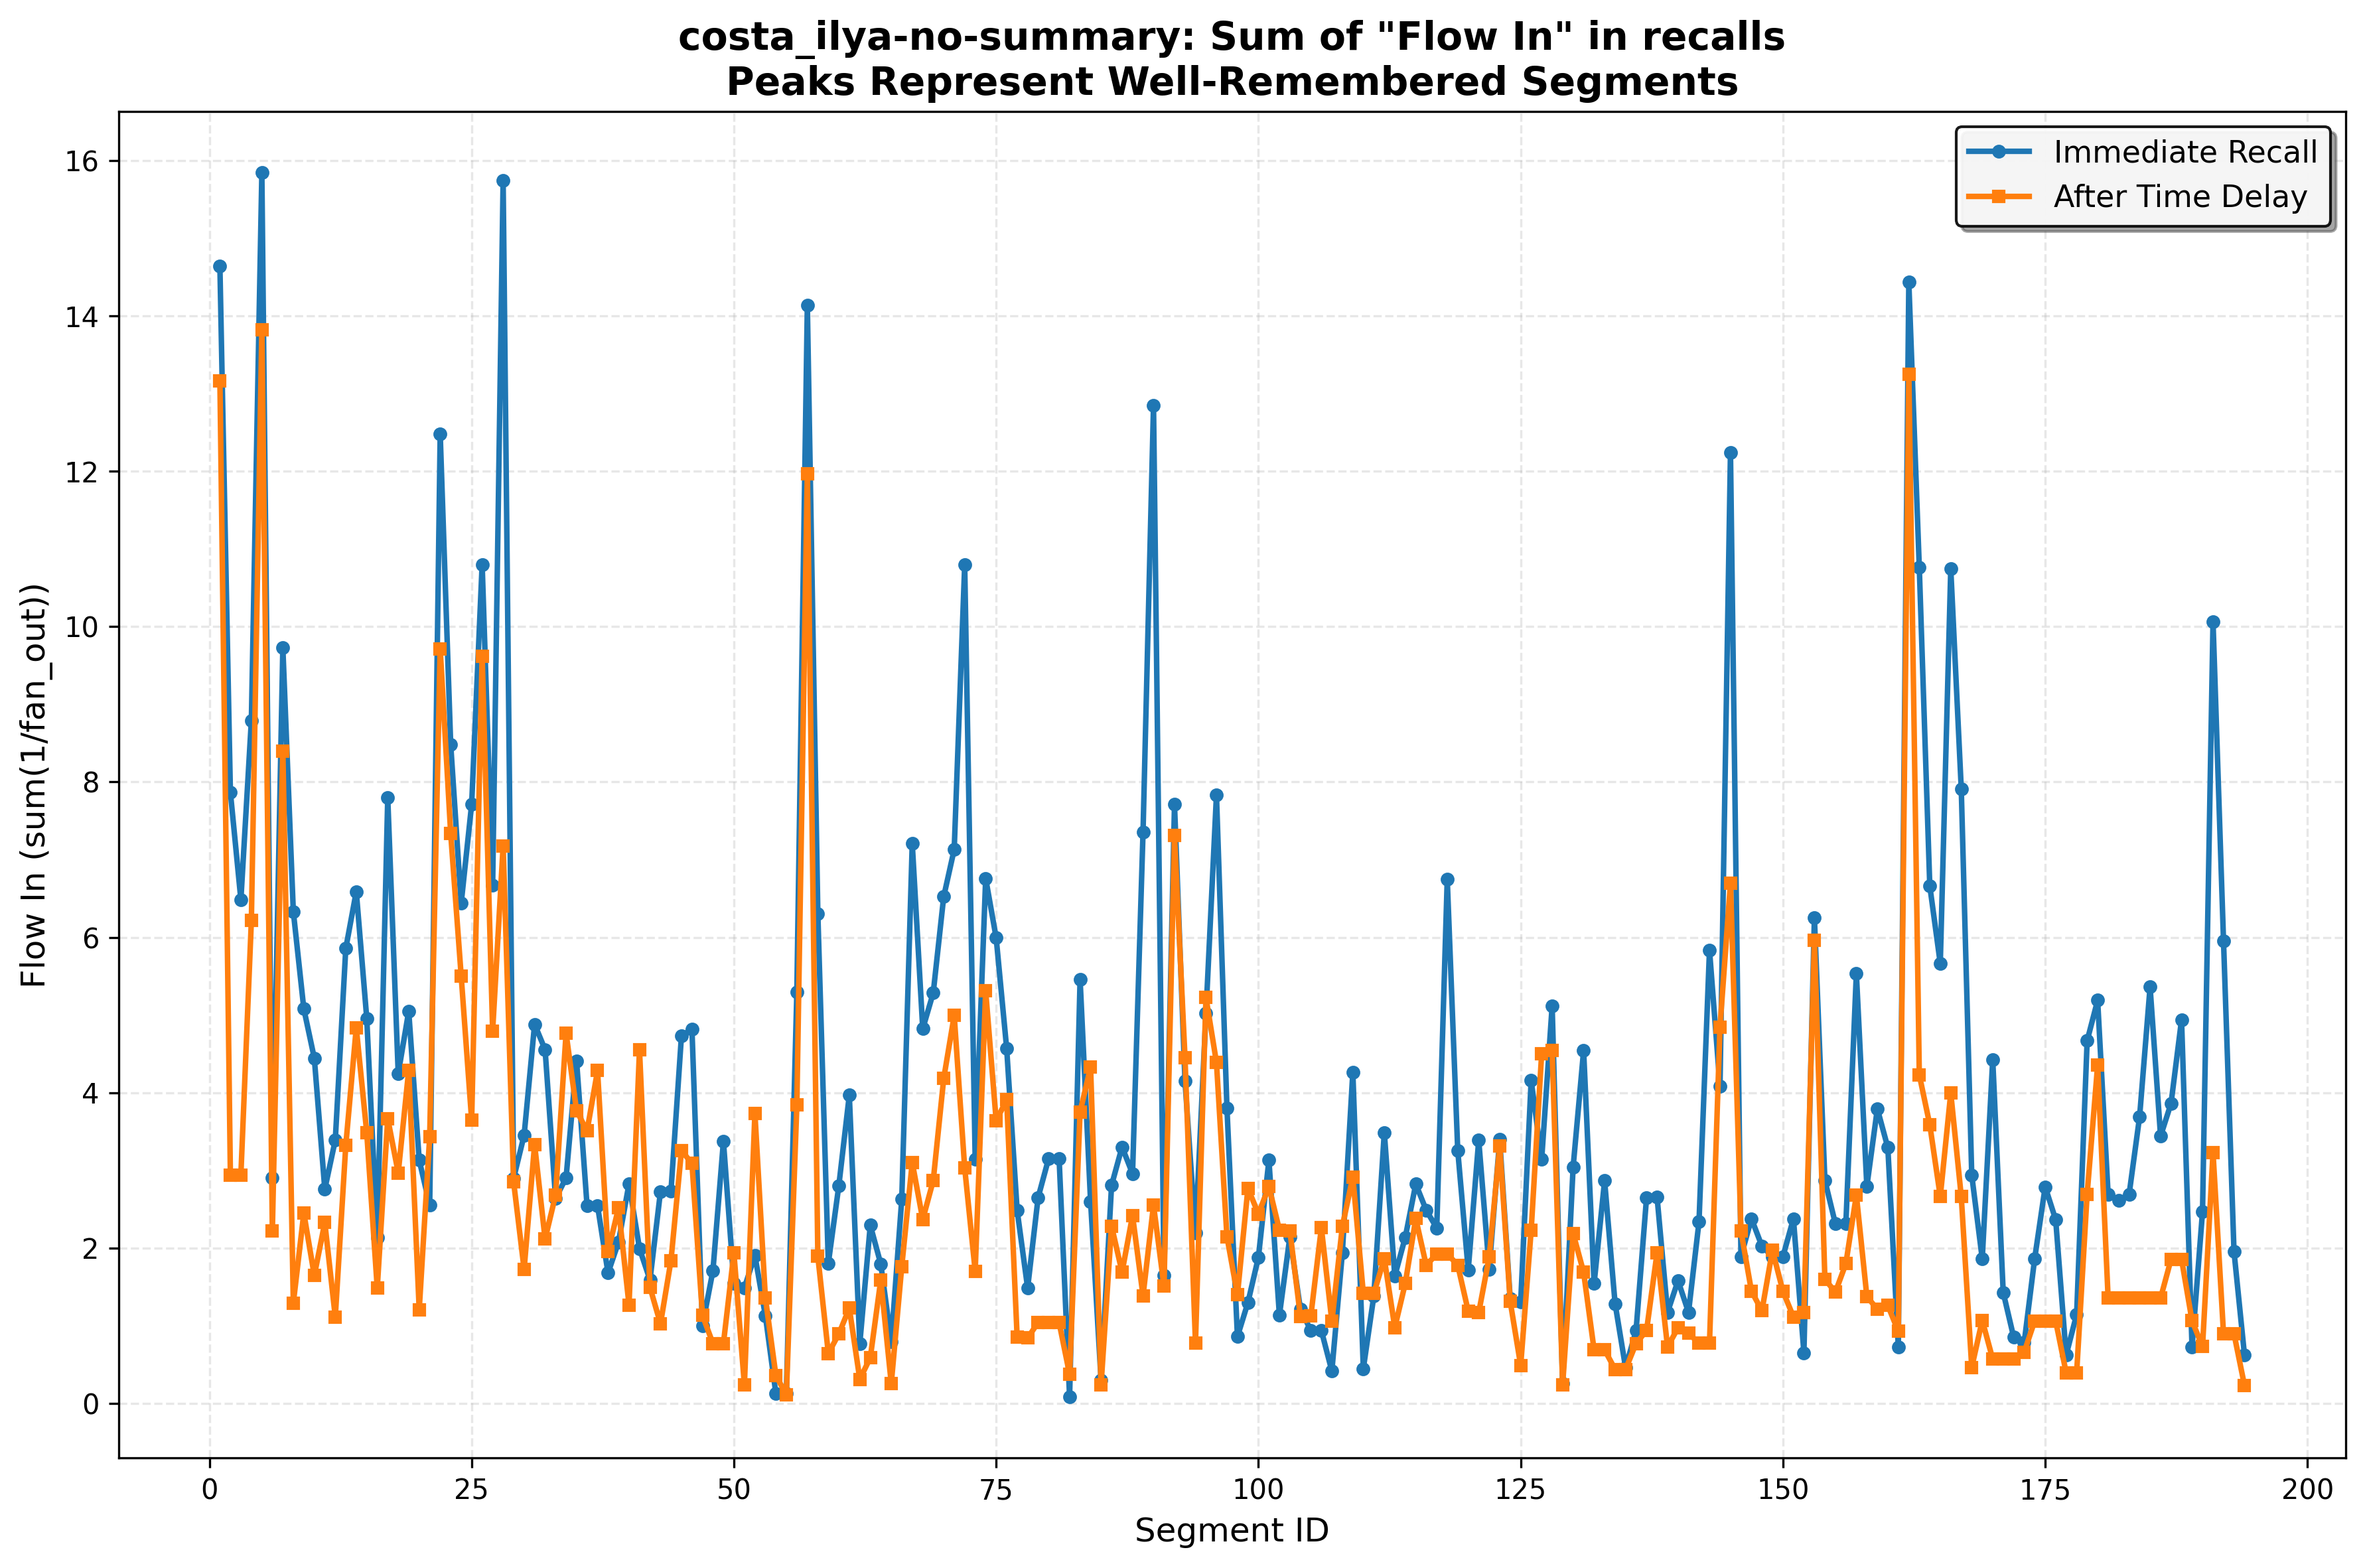 costa_ilya-no-summary: Sum of "Flow In" in recalls
Peaks Represent Well-Remembered Segments
Immediate Recall
After Time Delay
Flow In (sum(1/fan_out))
16
14
12
10
8
6
4
2
0
0 25 50 75 100 125 150 175 200
Segment ID